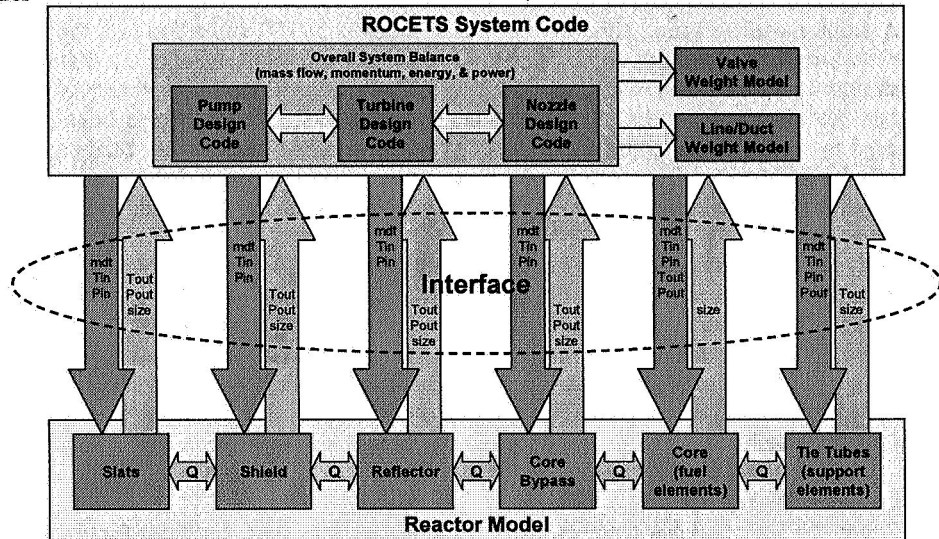 ROCETS System Code
Overall System Balance
(mass flow, momentum, energy, & power)
Pump
Design
Code
Turbine
Design
Code
Nozzle
Design
Code
Valve
Weight Model
Line/Duct
Weight Model
mdt
Tin
Pin
Tout
Pout
size
mdt
Tin
Pin
Tout
Pout
size
mdt
Tin
Pin
Tout
Pout
size
mdt
Tin
Pin
Tout
Pout
size
mdt
Tin
Pin
Tout
Pout
size
mdt
Tin
Pin
Pout
Tout
size
Interface
Slats
Q
Shield
Q
Reflector
Q
Core
Bypass
Q
Core
(fuel
elements)
Q
Tie Tubes
(support
elements)
Reactor Model